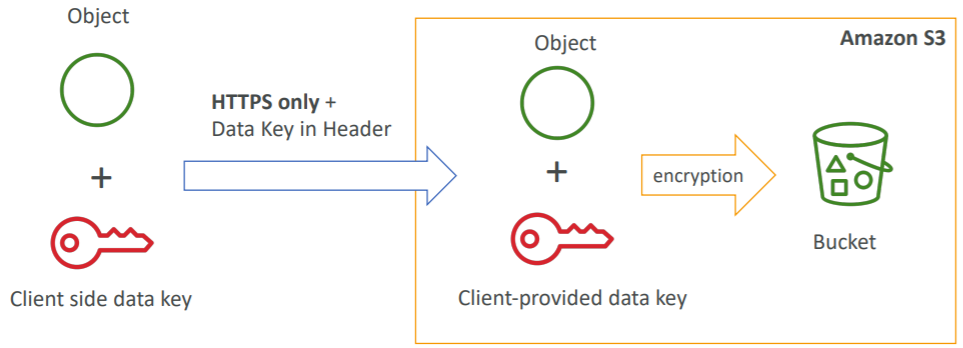 Object
HTTPS only +
Data Key in Header
Client side data key
Amazon S3
Object
encryption
Client-provided data key
Bucket